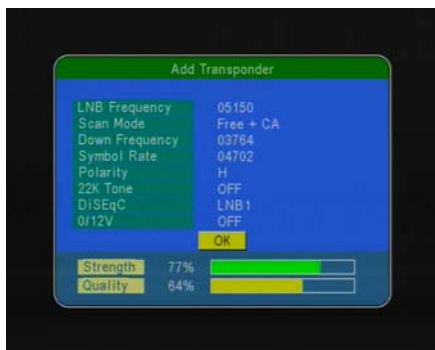 Add Transponder
LNB Frequency 05150
Scan Mode Free + CA
Down Frequency 03764
Symbol Rate 04702
Polarity H
22K Tone OFF
DiSEqC LNB1
0/12V OFF
OK
Strength 77%
Quality 64%